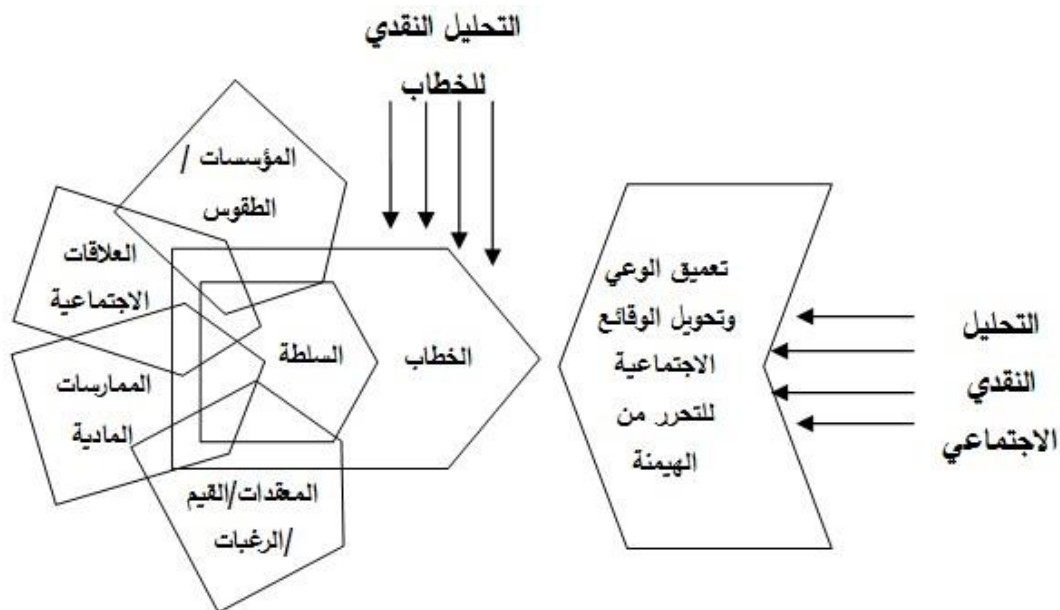 التحليل النقدي
للخطاب
المؤسسات /
الطقوس
العلاقات
الاجتماعية
الممارسات
المادية
المعقدات/القيم
/الرغبات
السلطة
الخطاب
تعميق الوعي
وتحويل الوقائع
الاجتماعية
للتحرر من
الهيمنة
التحليل
النقدي
الاجتماعي